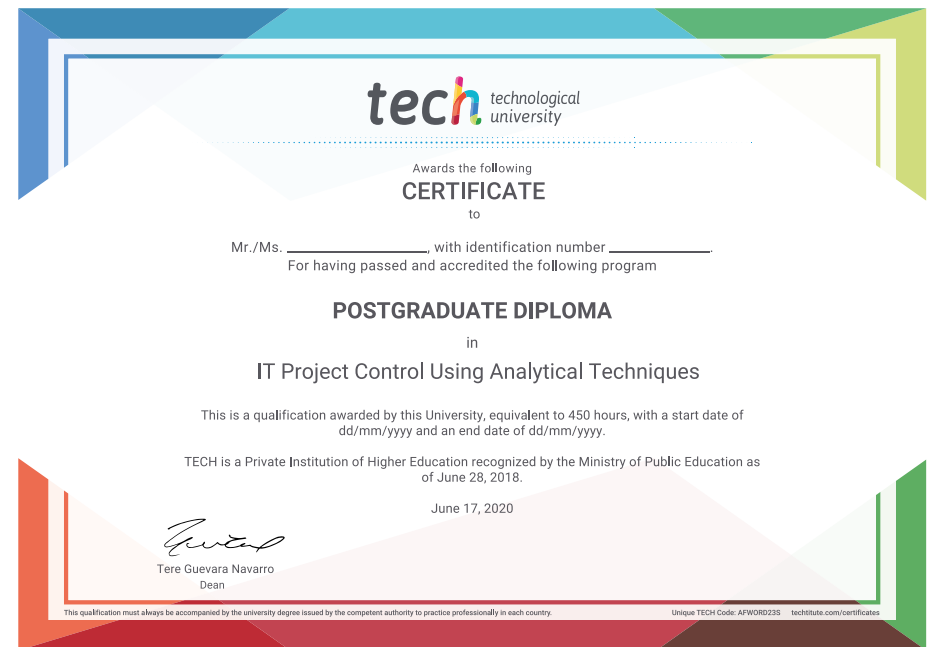 tech technological
university
Awards the following
CERTIFICATE
to
Mr./Ms. ____________________, with identification number ______________.
For having passed and accredited the following program
POSTGRADUATE DIPLOMA
in
IT Project Control Using Analytical Techniques
This is a qualification awarded by this University, equivalent to 450 hours, with a start date of
dd/mm/yyyy and an end date of dd/mm/yyyy.
TECH is a Private Institution of Higher Education recognized by the Ministry of Public Education as
of June 28, 2018.
June 17, 2020
Tere Guevara Navarro
Dean
This qualification must always be accompanied by the university degree issued by the competent authority to practice professionally in each country. Unique TECH Code: AFWORD23S techtitute.com/certificates